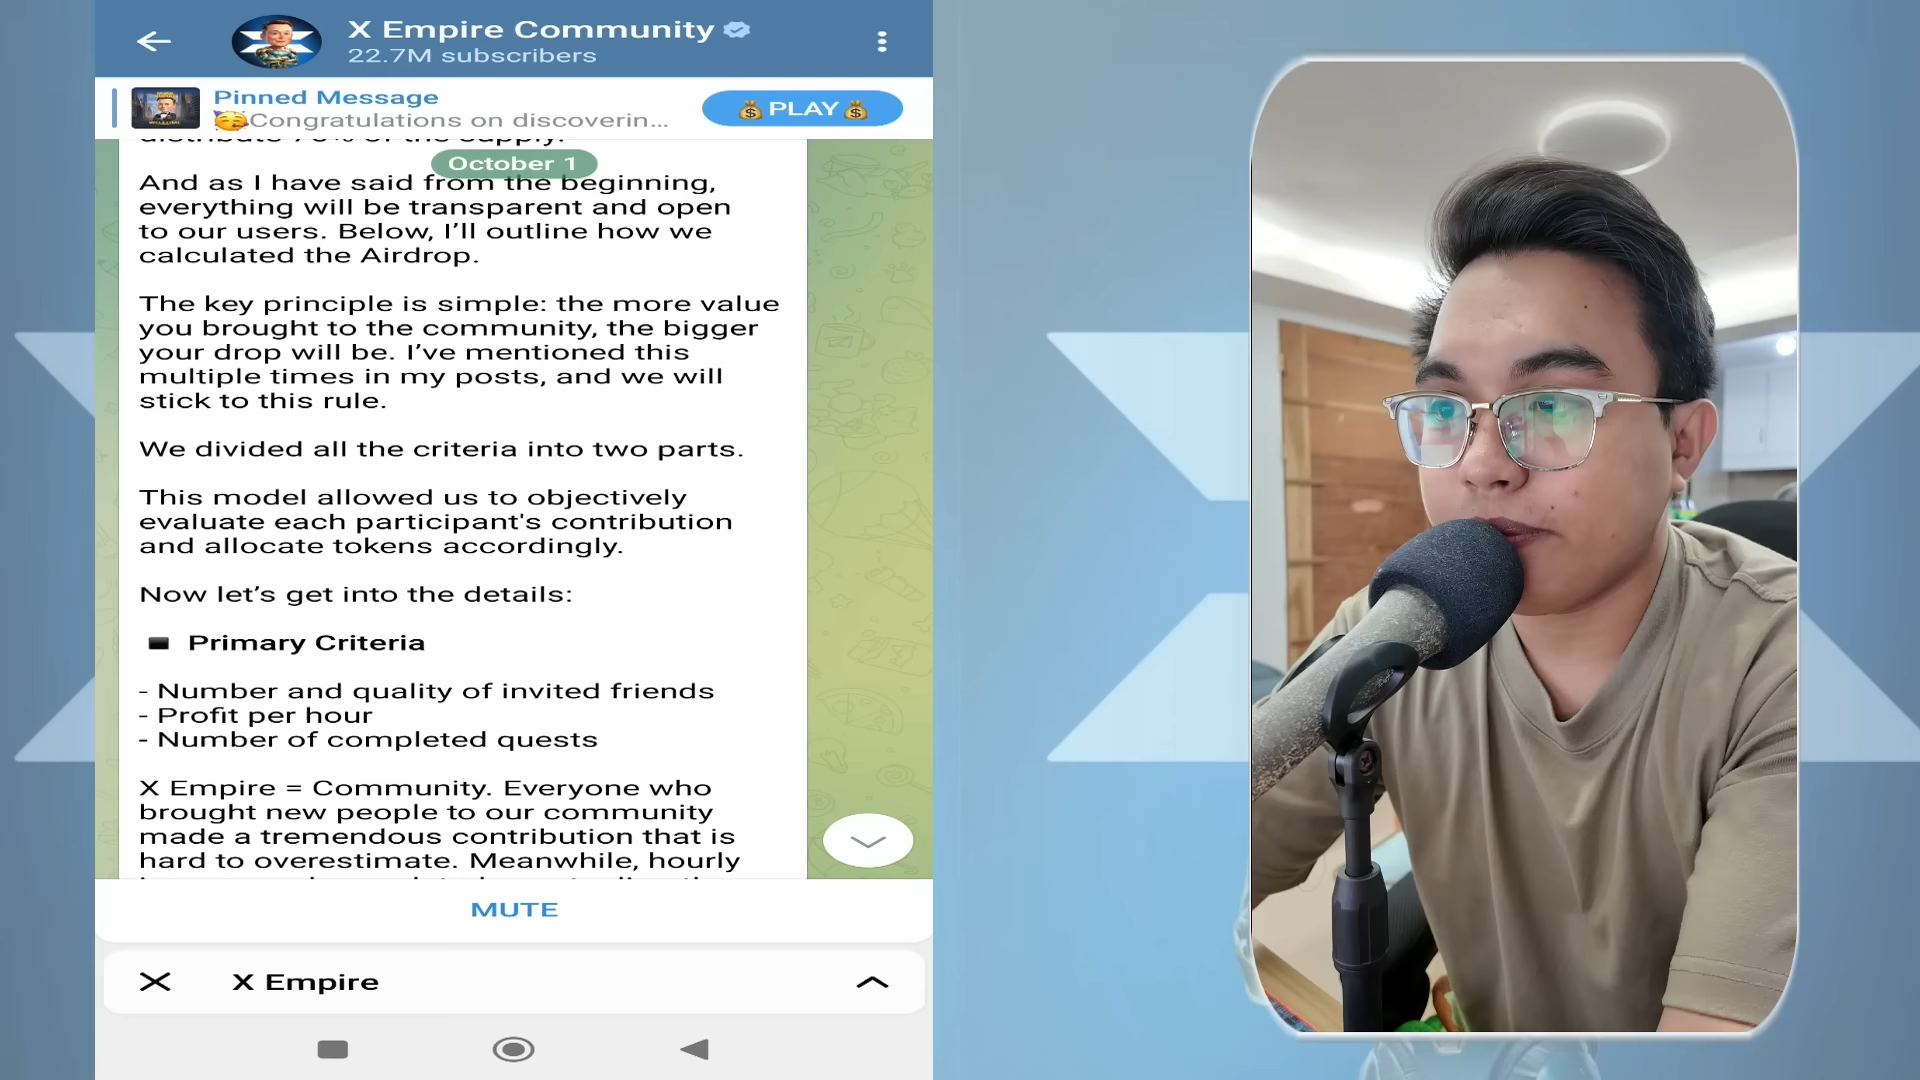 X Empire Community
22.7M subscribers
Pinned Message
Congratulations on discoverin...
PLAY
distribute 70% of the supply.
October 1
And as I have said from the beginning,
everything will be transparent and open
to our users. Below, I’ll outline how we
calculated the Airdrop.
The key principle is simple: the more value
you brought to the community, the bigger
your drop will be. I’ve mentioned this
multiple times in my posts, and we will
stick to this rule.
We divided all the criteria into two parts.
This model allowed us to objectively
evaluate each participant's contribution
and allocate tokens accordingly.
Now let’s get into the details:
Primary Criteria
- Number and quality of invited friends
- Profit per hour
- Number of completed quests
X Empire = Community. Everyone who
brought new people to our community
made a tremendous contribution that is
hard to overestimate. Meanwhile, hourly
MUTE
X Empire